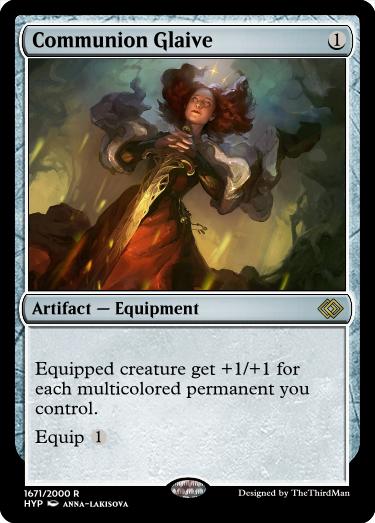 Communion Glaive 1
Artifact — Equipment
Equipped creature get +1/+1 for
each multicolored permanent you
control.
Equip 1
1671/2000 R
HYP ANNA-LAKISOVA
Designed by TheThirdMan